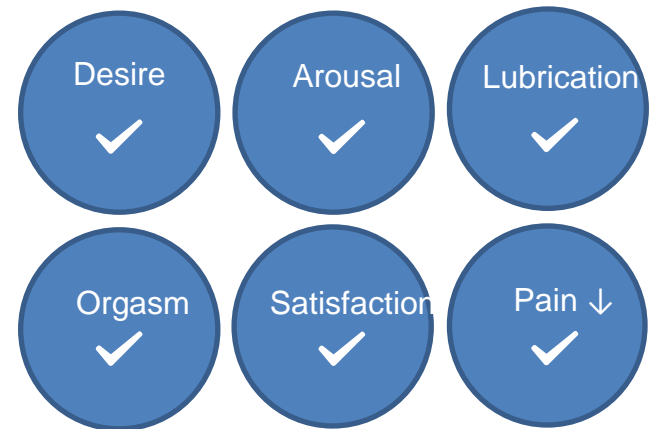 Desire
✓
Arousal
✓
Lubrication
✓
Orgasm
✓
Satisfaction
✓
Pain ↓
✓